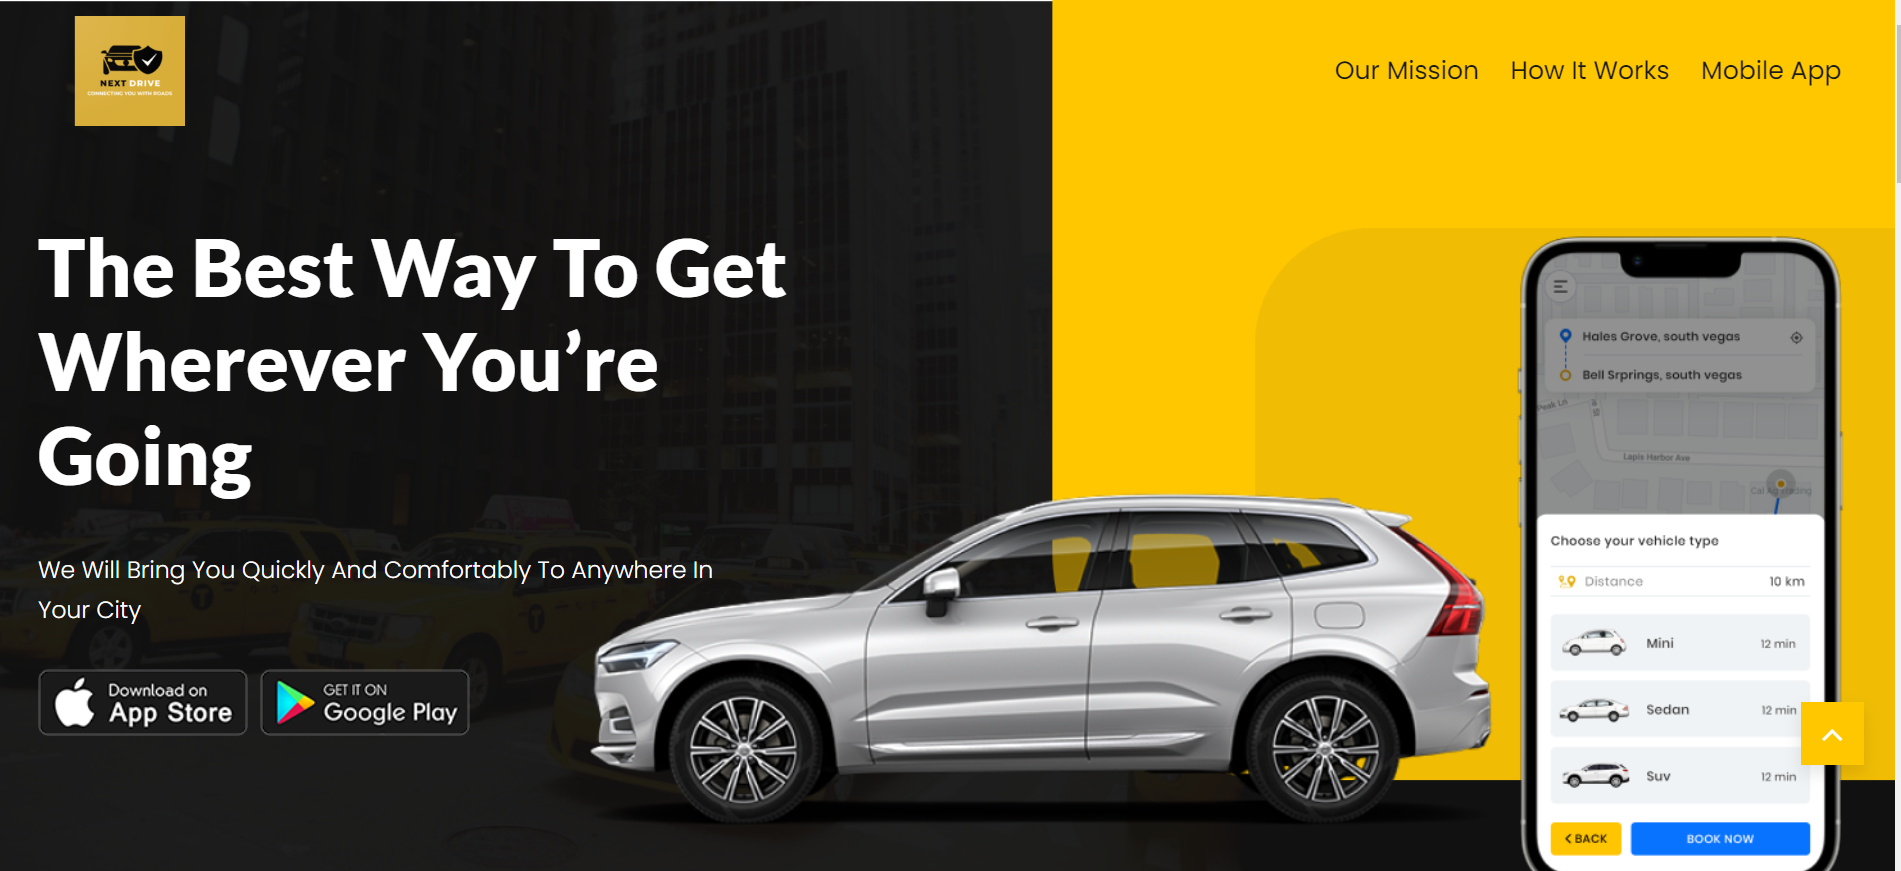 NEXT DRIVE
CONNECTING YOU WITH ROADS
Our Mission
How It Works
Mobile App
The Best Way To Get
Wherever You’re
Going
We Will Bring You Quickly And Comfortably To Anywhere In
Your City
Download on
App Store
GET IT ON
Google Play
Hales Grove, south vegas
Bell Srprings, south vegas
Peak Ln
Lapis Harbor Ave
Choose your vehicle type
Distance 10 km
Mini 12 min
Sedan 12 min
Suv 12 min
BACK
BOOK NOW